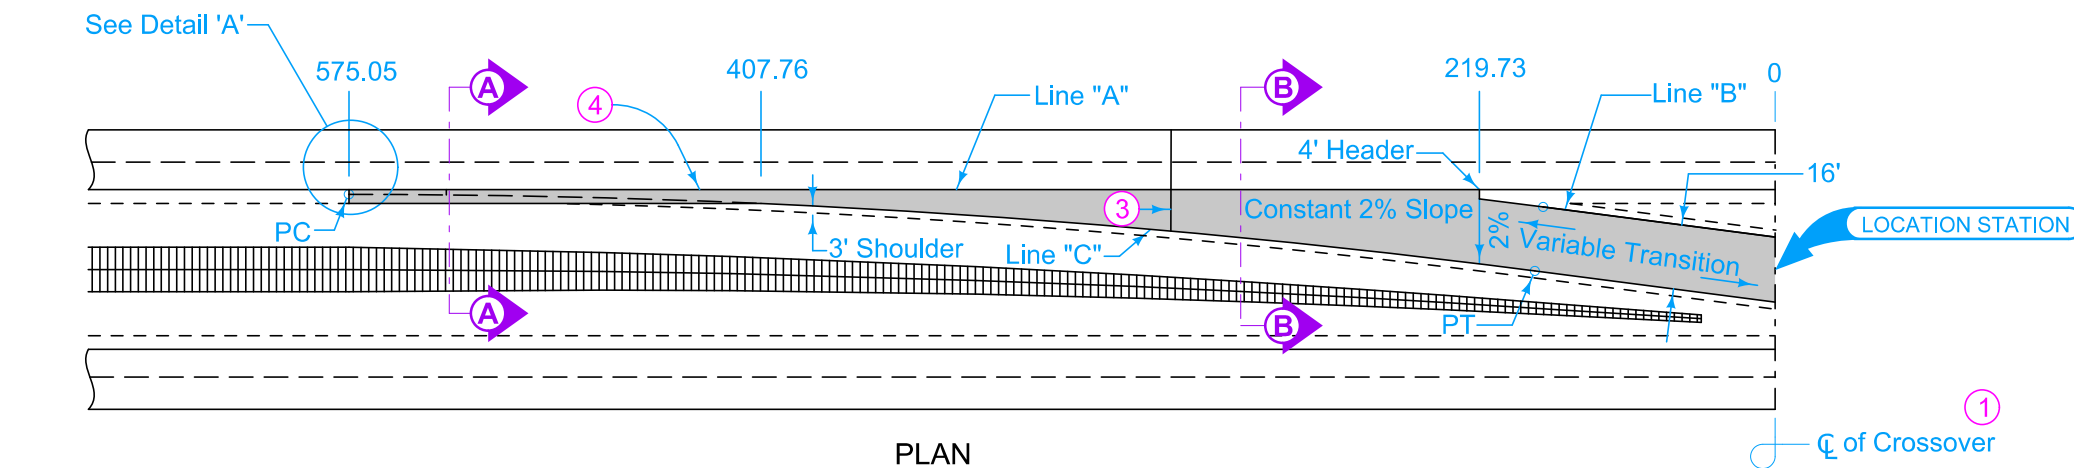 See Detail 'A'
575.05
407.76
219.73
0
A
B
4
Line "A"
Line "B"
4' Header
16'
3
Constant 2% Slope
2%
Variable Transition
LOCATION STATION
PC
3' Shoulder
Line "C"
A
B
PT
1
℄ of Crossover
PLAN